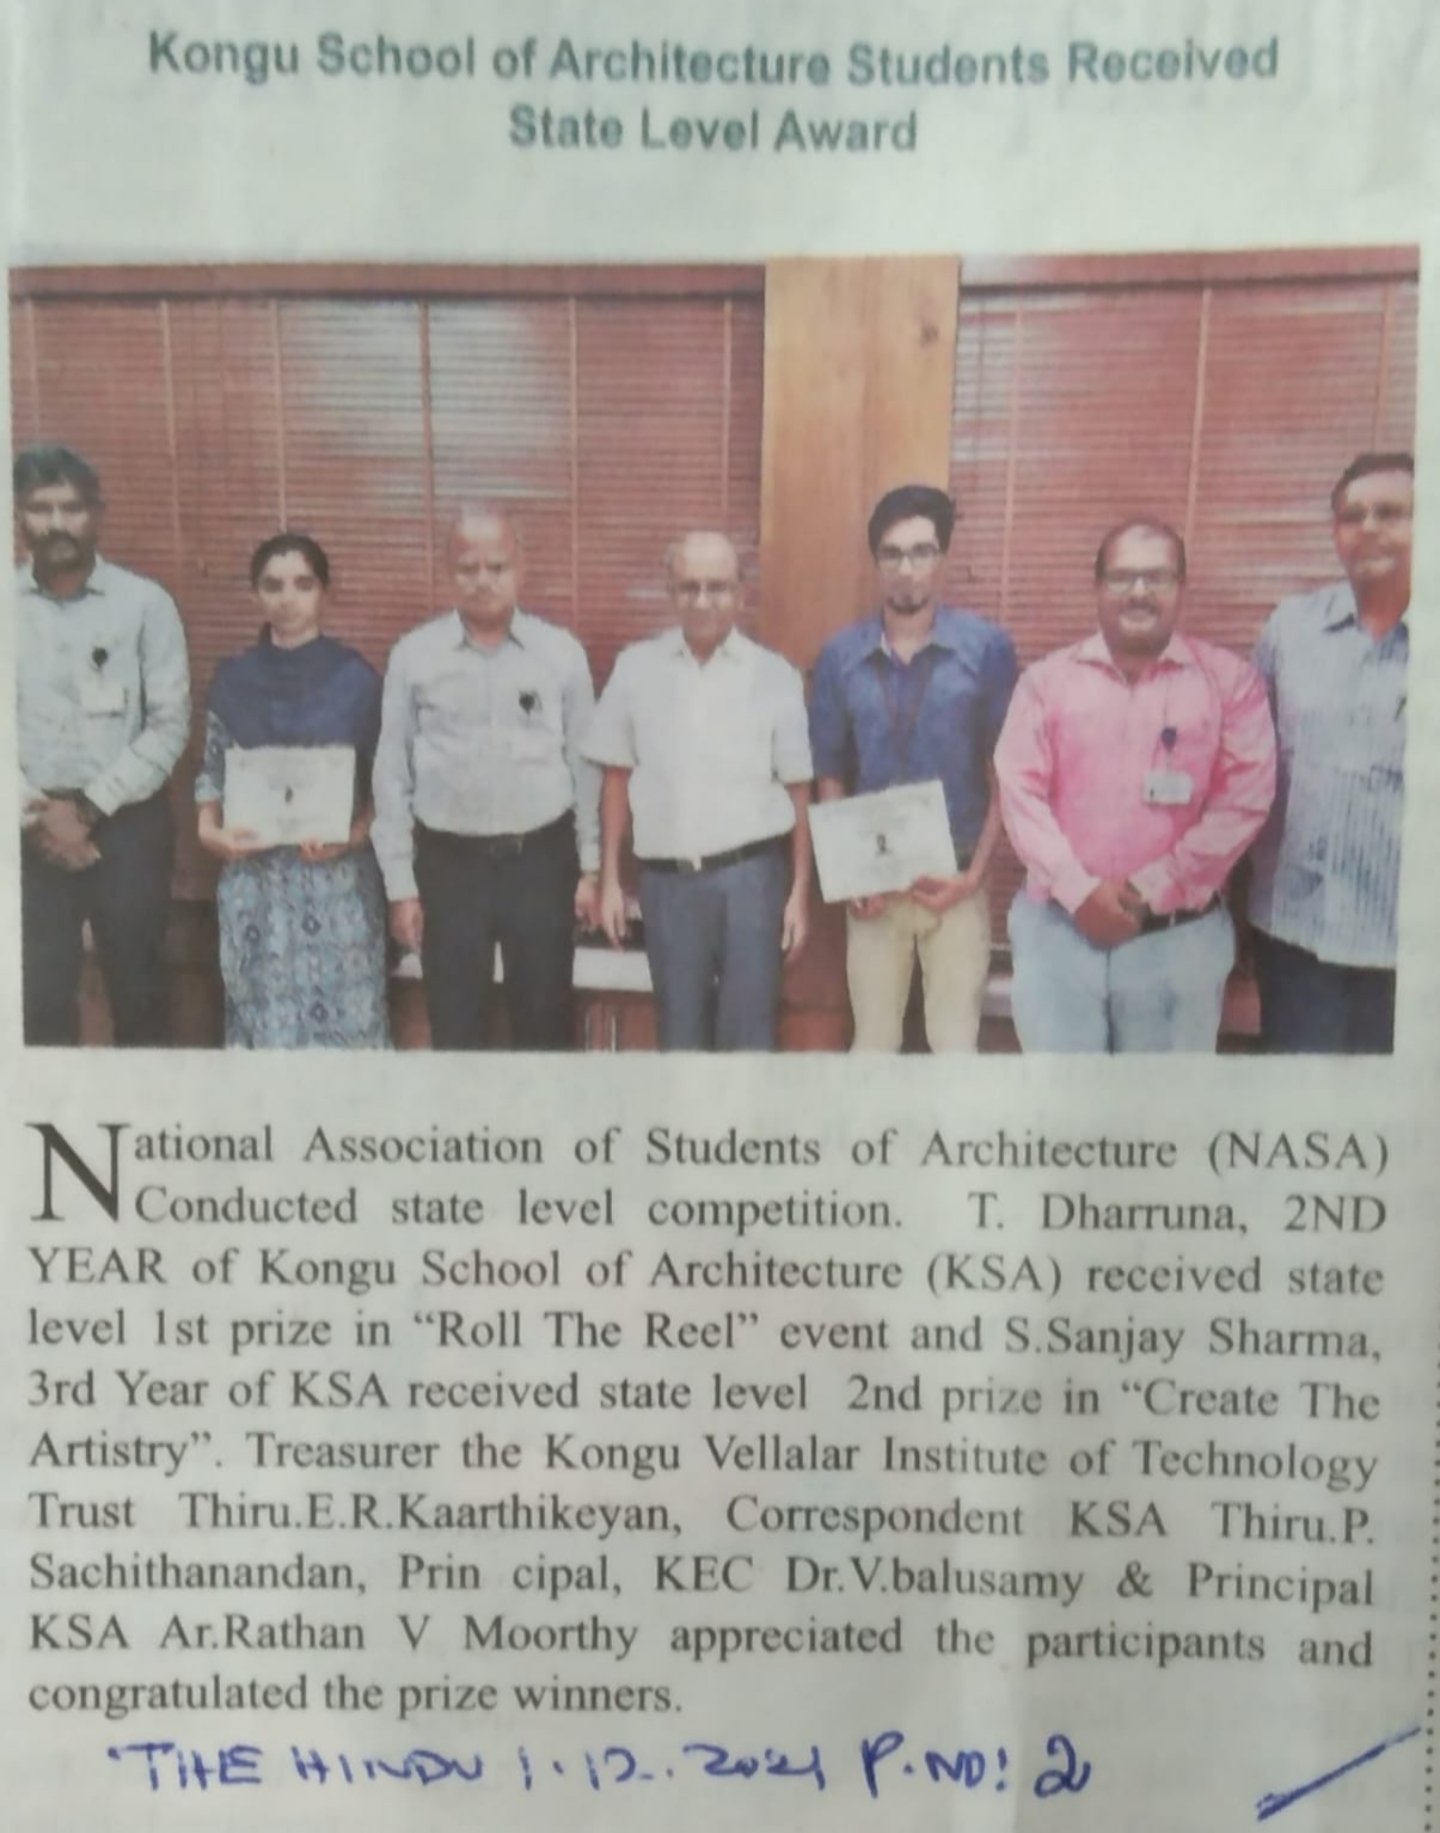 Kongu School of Architecture Students Received
State Level Award
National Association of Students of Architecture (NASA)
Conducted state level competition. T. Dharruna, 2ND
YEAR of Kongu School of Architecture (KSA) received state
level 1st prize in “Roll The Reel” event and S.Sanjay Sharma,
3rd Year of KSA received state level 2nd prize in “Create The
Artistry”. Treasurer the Kongu Vellalar Institute of Technology
Trust Thiru.E.R.Kaarthikeyan, Correspondent KSA Thiru.P.
Sachithanandan, Prin cipal, KEC Dr.V.balusamy & Principal
KSA Ar.Rathan V Moorthy appreciated the participants and
congratulated the prize winners.
THE HINDU 1.12.2021 P.NO: 2